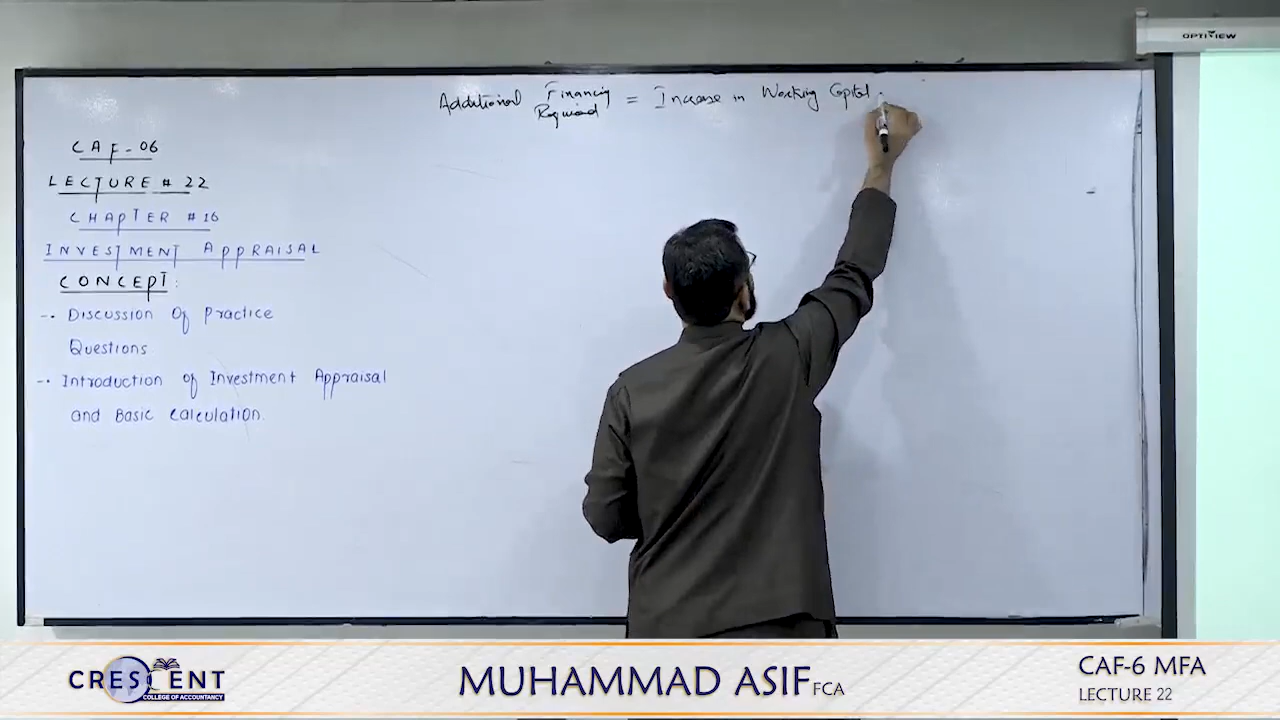 OPTIVIEW
Additional Financing Required = Increase in Working Capital
CAF-06
LECTURE # 22
CHAPTER #16
INVESTMENT APPRAISAL
CONCEPT:
-. Discussion Of Practice
Questions
-. Introduction of Investment Appraisal
and Basic Calculation.
CRESCENT
COLLEGE OF ACCOUNTANCY
MUHAMMAD ASIF FCA
CAF-6 MFA
LECTURE 22